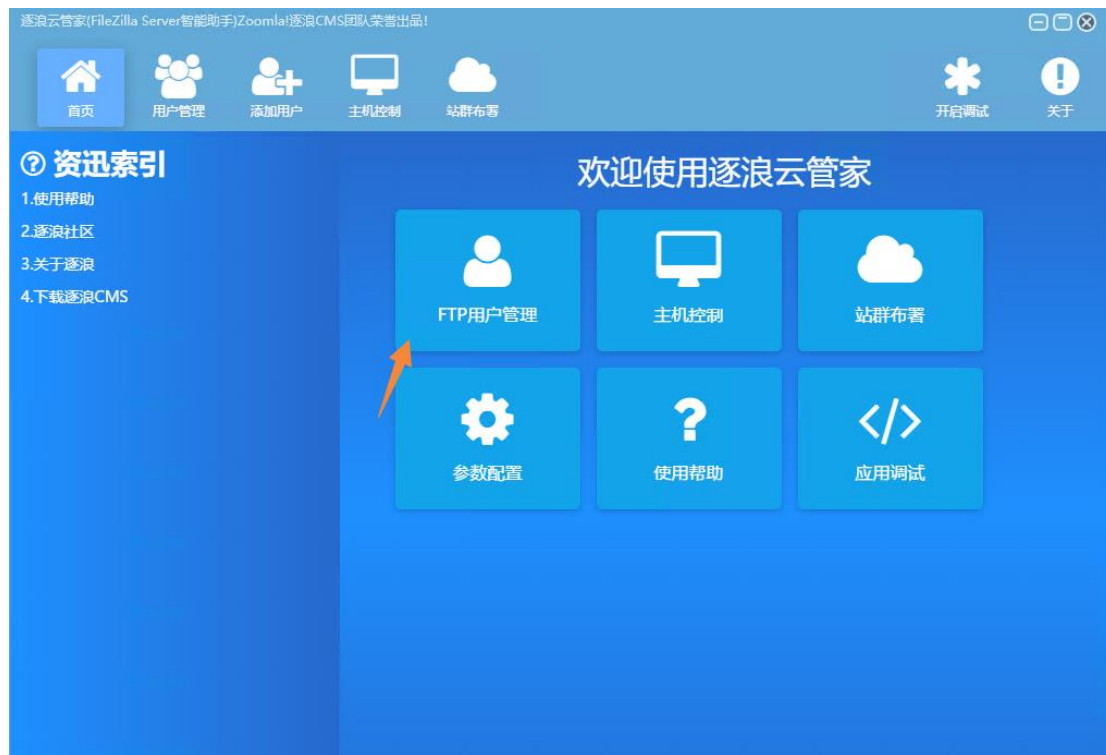 逐浪云管家(FileZilla Server智能助手)Zoomla!逐浪CMS团队荣誉出品!
首页 用户管理 添加用户 主机控制 站群布署 开启调试 关于
资迅索引
1.使用帮助
2.逐浪社区
3.关于逐浪
4.下载逐浪CMS
欢迎使用逐浪云管家
FTP用户管理 主机控制 站群布署
参数配置 使用帮助 应用调试